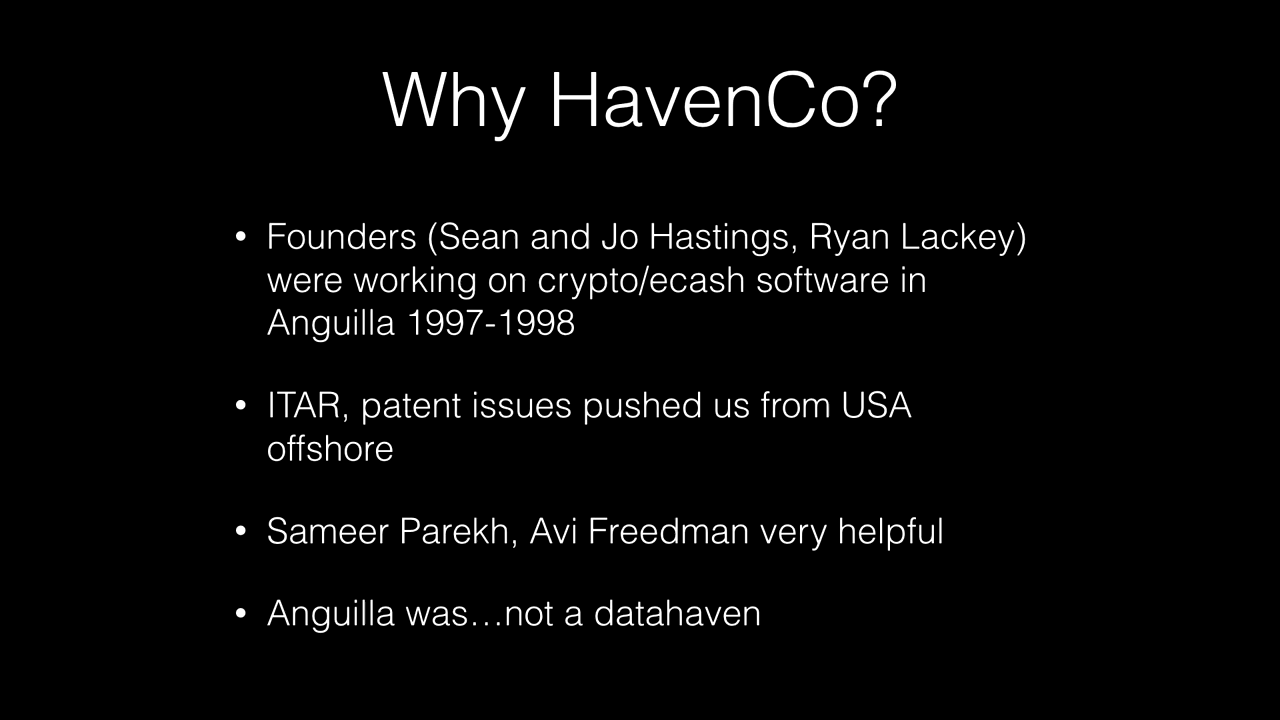 Why HavenCo?
• Founders (Sean and Jo Hastings, Ryan Lackey)
were working on crypto/ecash software in
Anguilla 1997-1998
• ITAR, patent issues pushed us from USA
offshore
• Sameer Parekh, Avi Freedman very helpful
• Anguilla was…not a datahaven